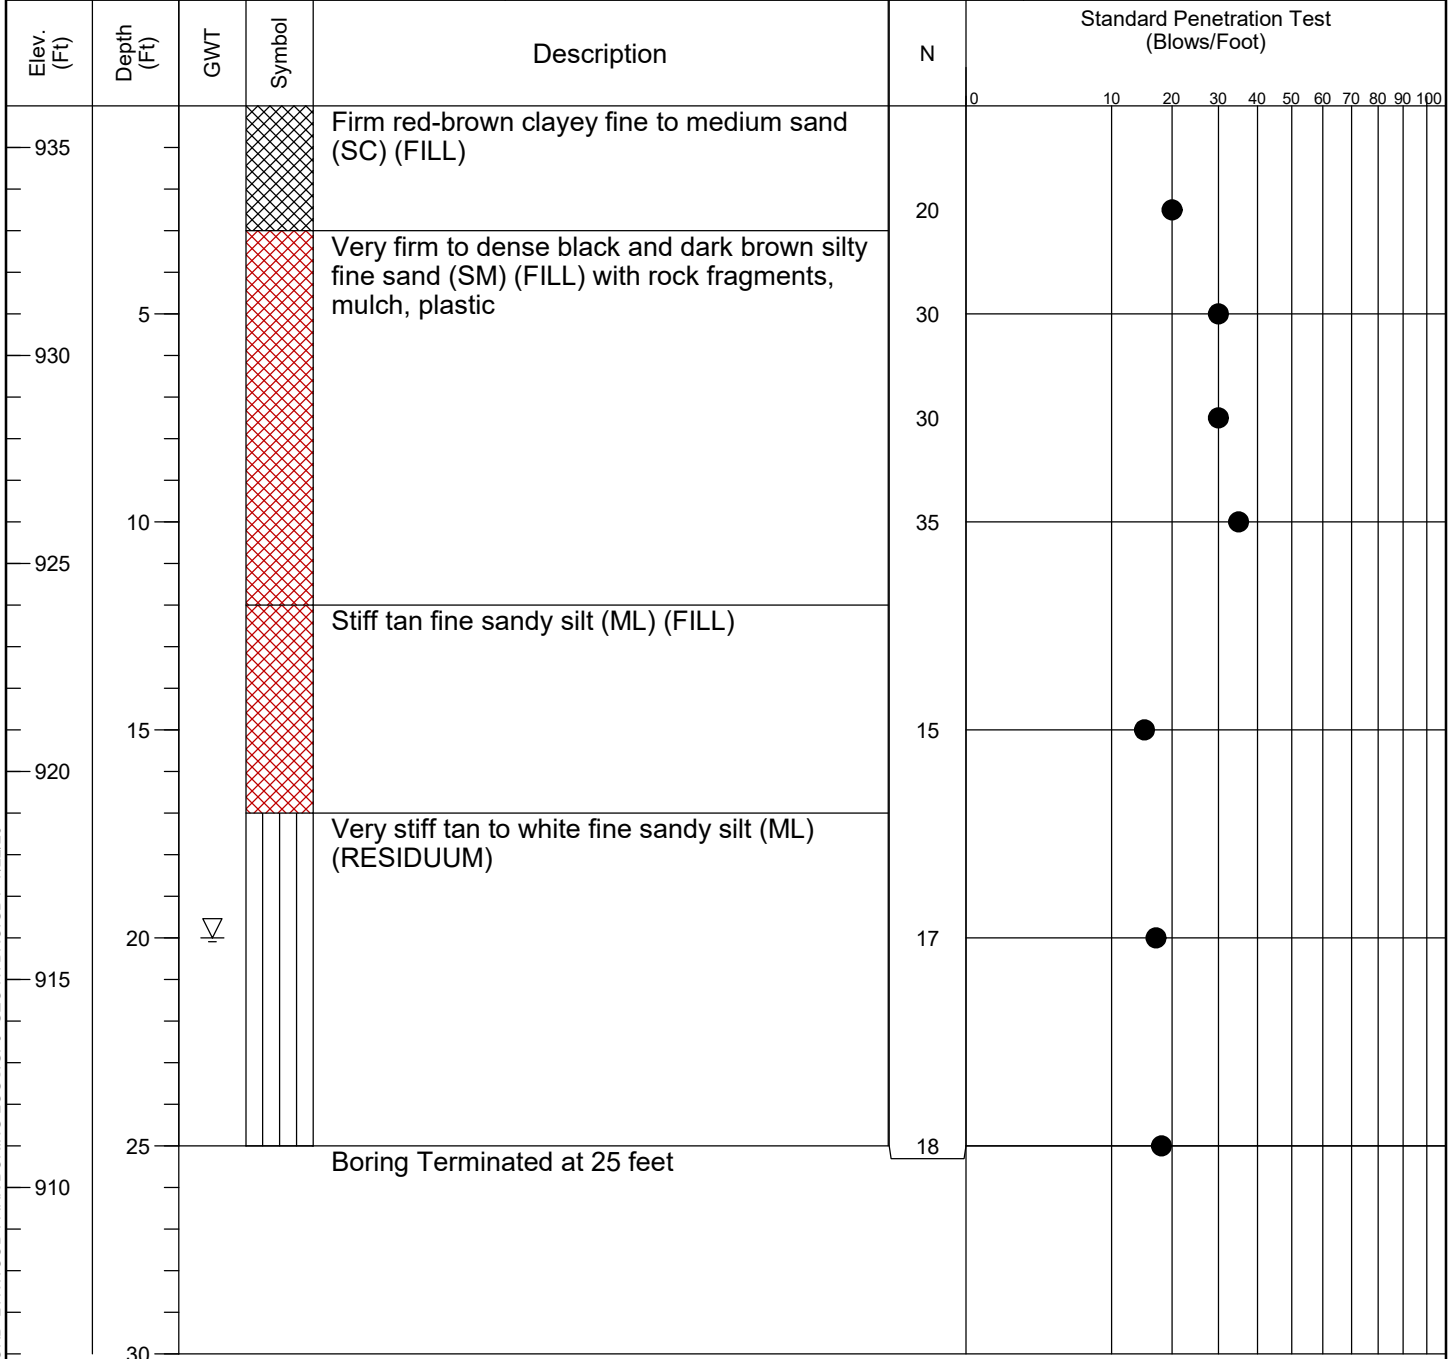 Elev. (Ft)
Depth (Ft)
GWT
Symbol
Description
N
Standard Penetration Test
(Blows/Foot)
0 10 20 30 40 50 60 70 80 90 100
Firm red-brown clayey fine to medium sand
(SC) (FILL)
935
20
Very firm to dense black and dark brown silty
fine sand (SM) (FILL) with rock fragments,
mulch, plastic
5 30
930
30
10 35
925
Stiff tan fine sandy silt (ML) (FILL)
15 15
920
Very stiff tan to white fine sandy silt (ML)
(RESIDUUM)
20 17
915
25 18
Boring Terminated at 25 feet
910
30